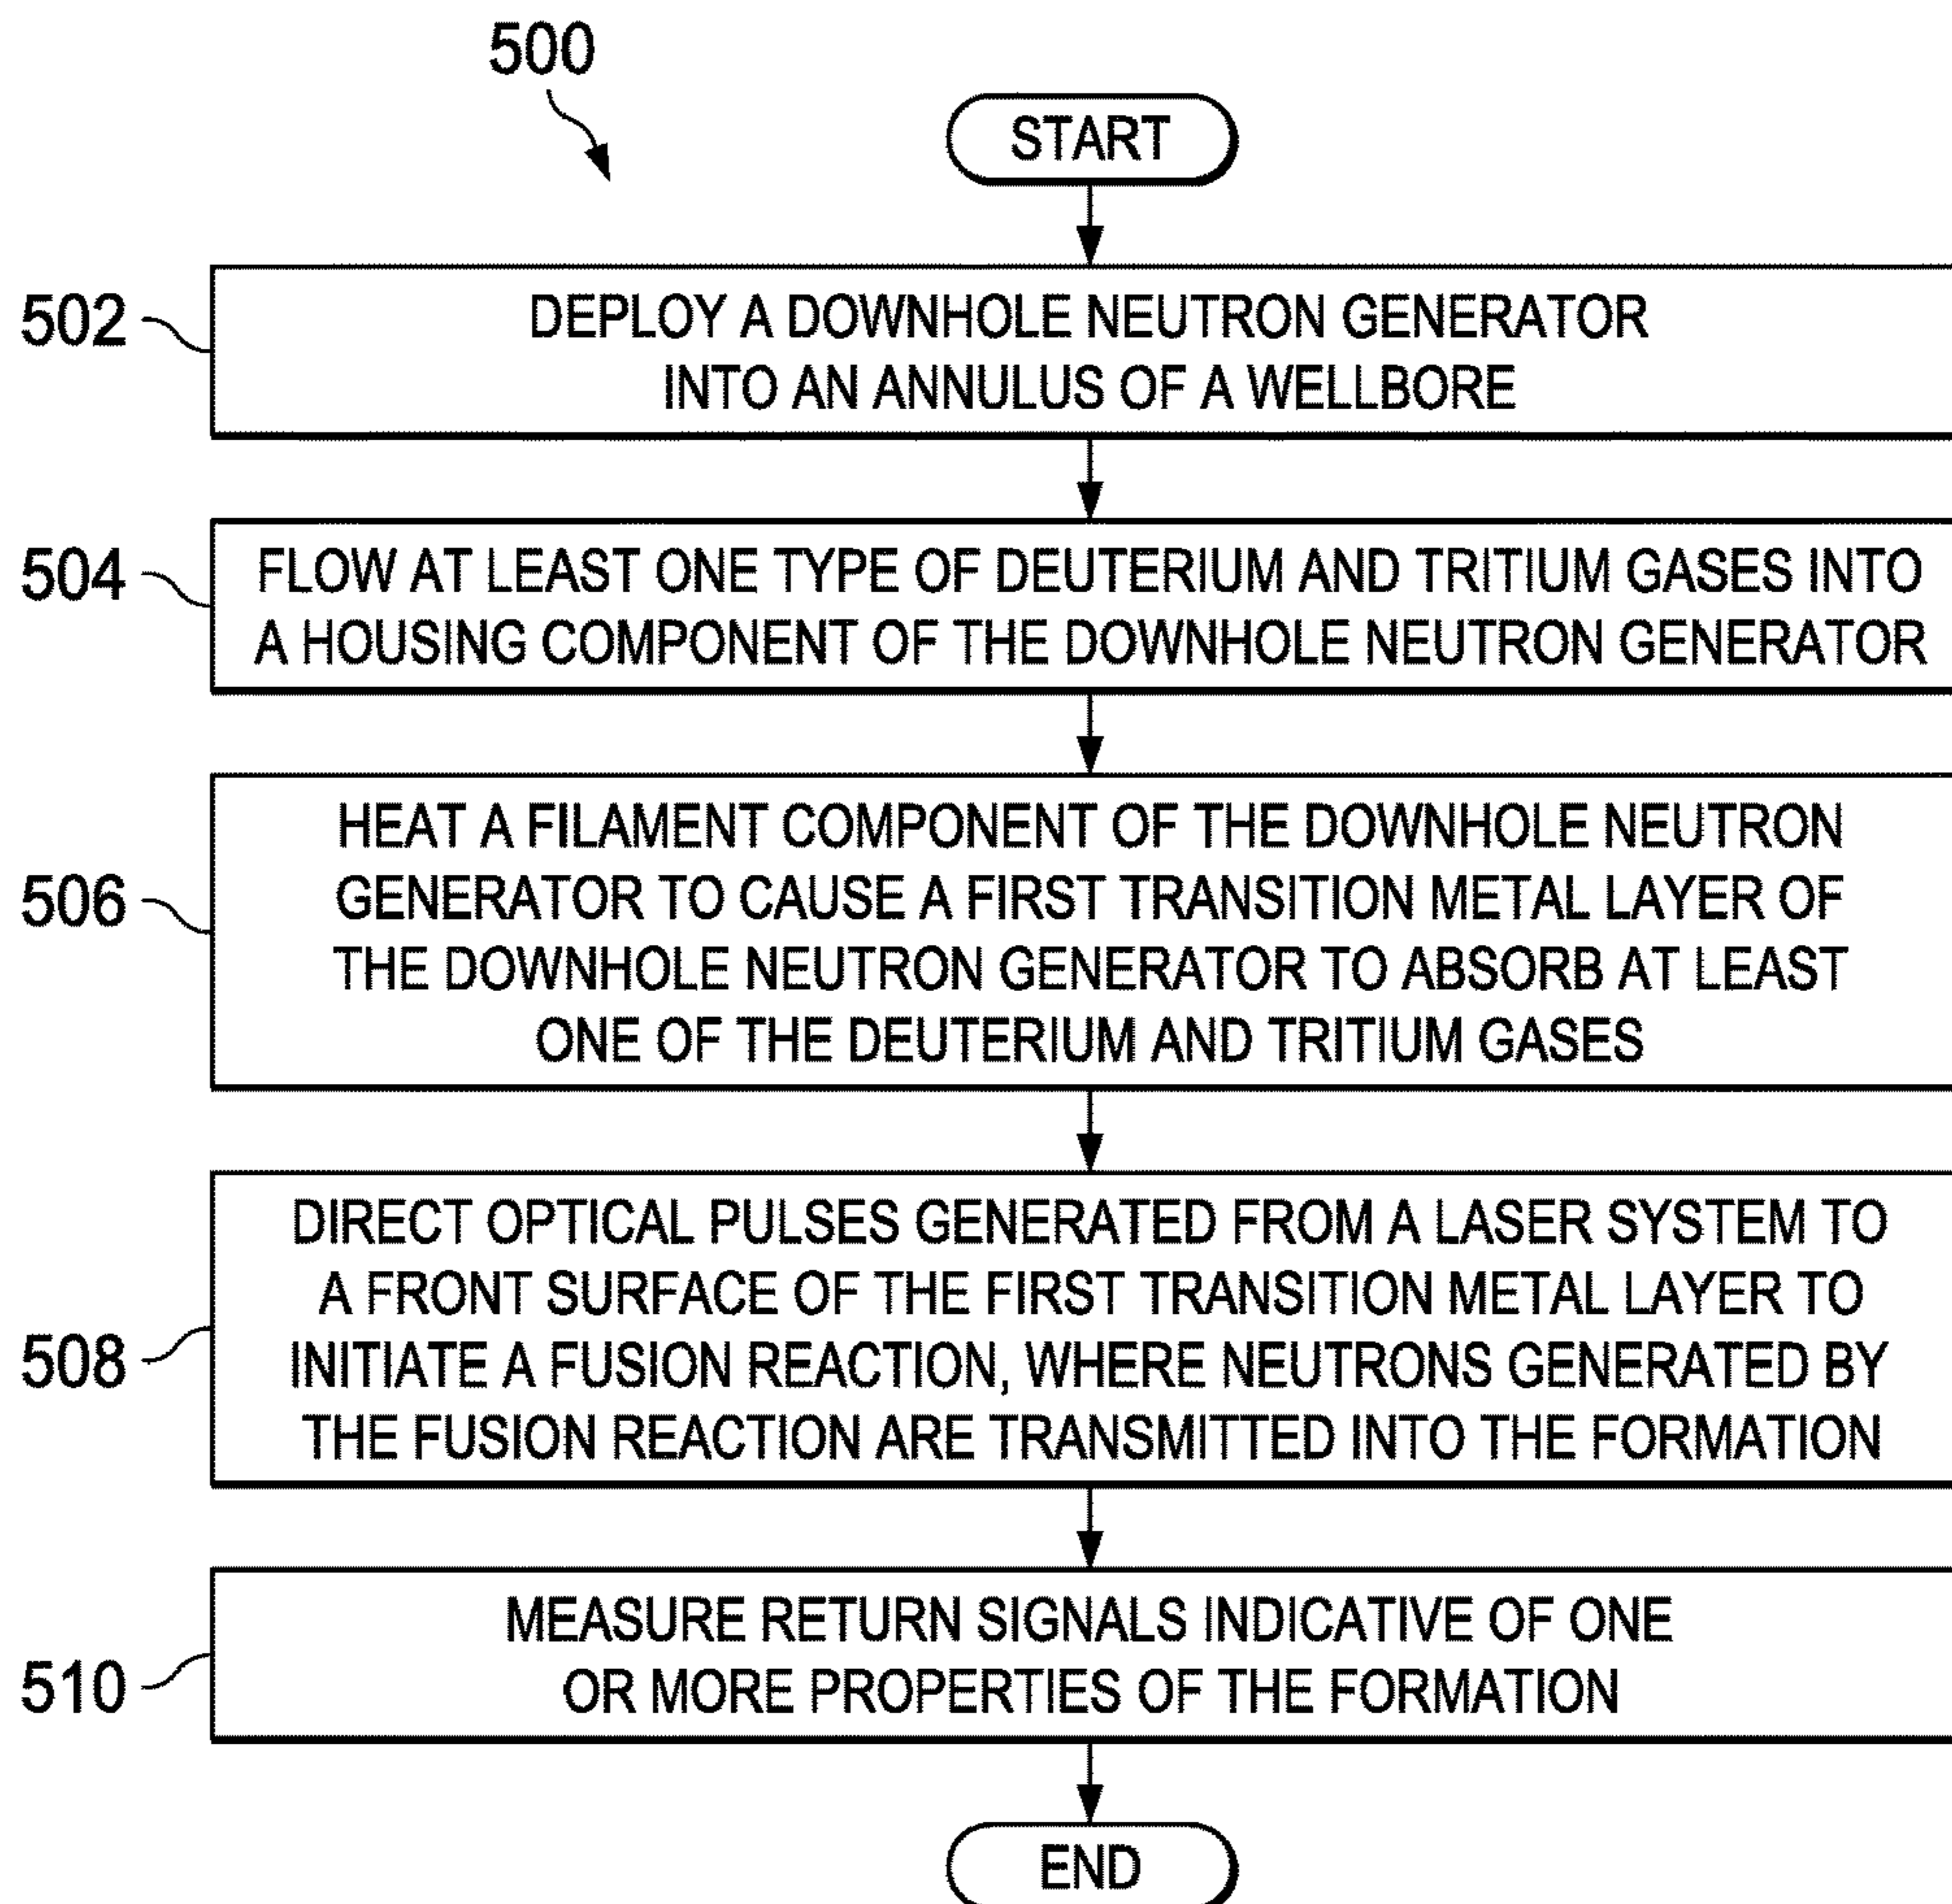 500
START
502
DEPLOY A DOWNHOLE NEUTRON GENERATOR
INTO AN ANNULUS OF A WELLBORE
504
FLOW AT LEAST ONE TYPE OF DEUTERIUM AND TRITIUM GASES INTO
A HOUSING COMPONENT OF THE DOWNHOLE NEUTRON GENERATOR
506
HEAT A FILAMENT COMPONENT OF THE DOWNHOLE NEUTRON
GENERATOR TO CAUSE A FIRST TRANSITION METAL LAYER OF
THE DOWNHOLE NEUTRON GENERATOR TO ABSORB AT LEAST
ONE OF THE DEUTERIUM AND TRITIUM GASES
508
DIRECT OPTICAL PULSES GENERATED FROM A LASER SYSTEM TO
A FRONT SURFACE OF THE FIRST TRANSITION METAL LAYER TO
INITIATE A FUSION REACTION, WHERE NEUTRONS GENERATED BY
THE FUSION REACTION ARE TRANSMITTED INTO THE FORMATION
510
MEASURE RETURN SIGNALS INDICATIVE OF ONE
OR MORE PROPERTIES OF THE FORMATION
END